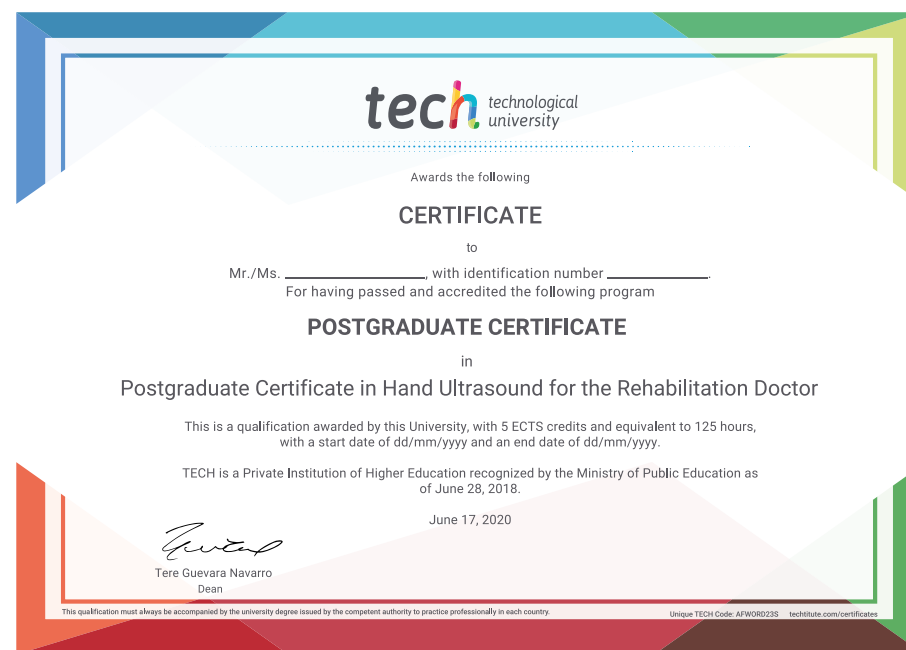 tech technological
university
Awards the following
CERTIFICATE
to
Mr./Ms. ____________, with identification number ____________.
For having passed and accredited the following program
POSTGRADUATE CERTIFICATE
in
Postgraduate Certificate in Hand Ultrasound for the Rehabilitation Doctor
This is a qualification awarded by this University, with 5 ECTS credits and equivalent to 125 hours,
with a start date of dd/mm/yyyy and an end date of dd/mm/yyyy.
TECH is a Private Institution of Higher Education recognized by the Ministry of Public Education as
of June 28, 2018.
June 17, 2020
Tere Guevara Navarro
Dean
This qualification must always be accompanied by the university degree issued by the competent authority to practice professionally in each country.
Unique TECH Code: AFWORD23S techtitute.com/certificates